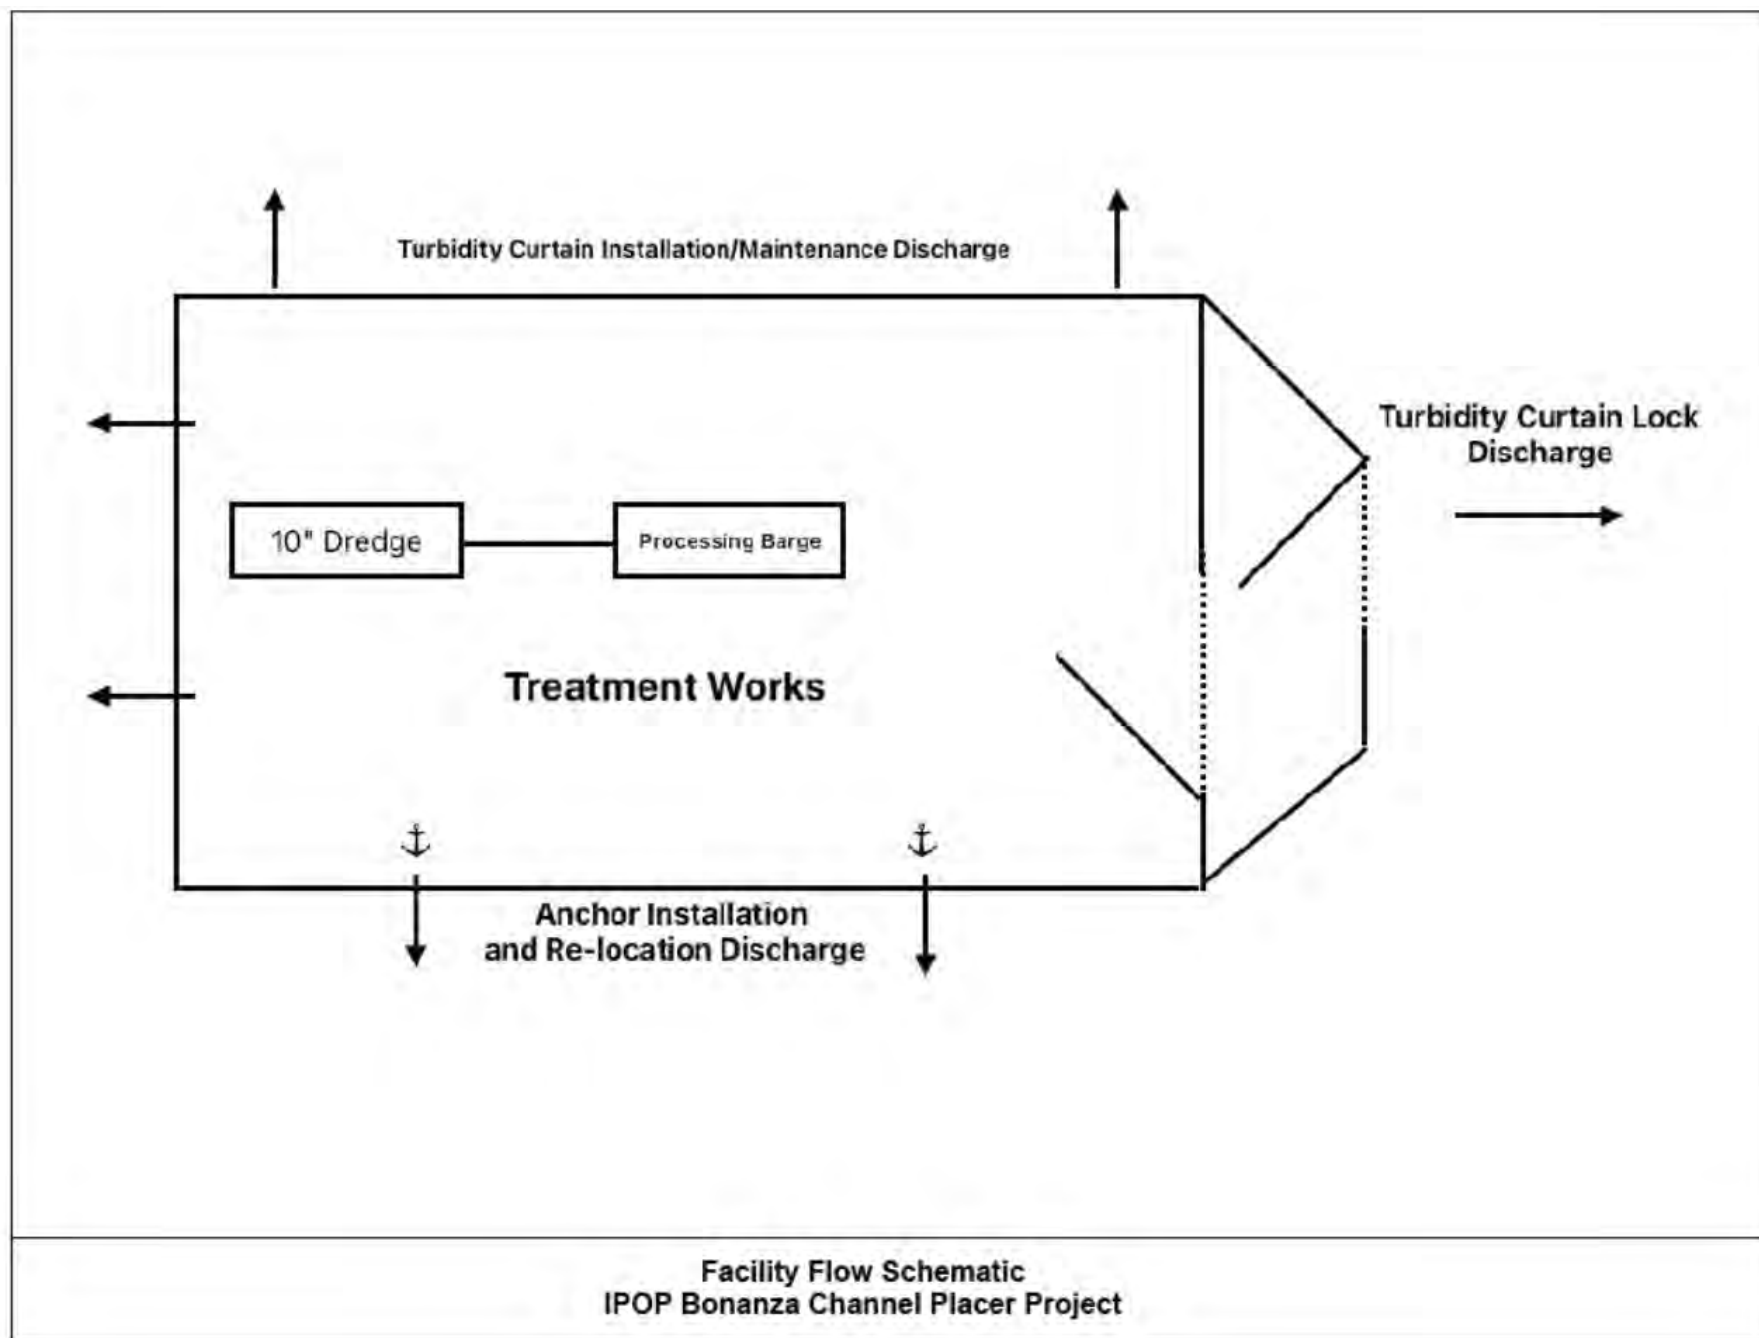 Turbidity Curtain Installation/Maintenance Discharge
Turbidity Curtain Lock
Discharge
10" Dredge
Processing Barge
Treatment Works
Anchor Installation
and Re-location Discharge
Facility Flow Schematic
IPOP Bonanza Channel Placer Project